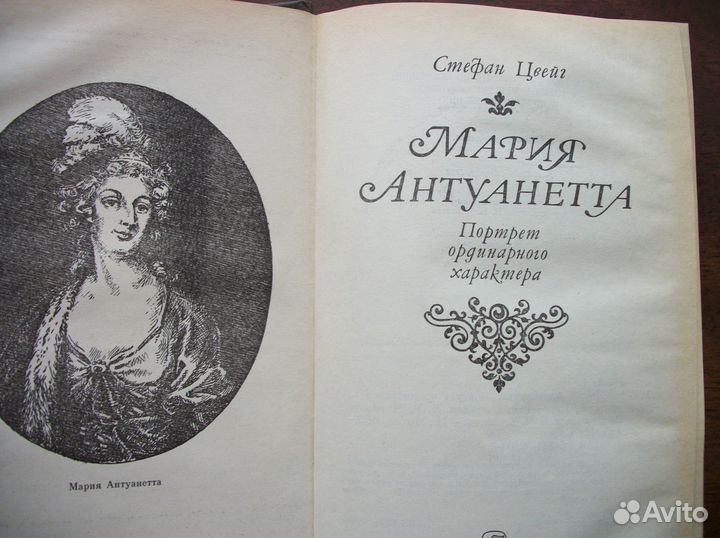 Мария Антуанетта
Стефан Цвейг
МАРИЯ
АНТУАНЕТТА
Портрет
ординарного
характера
Avito